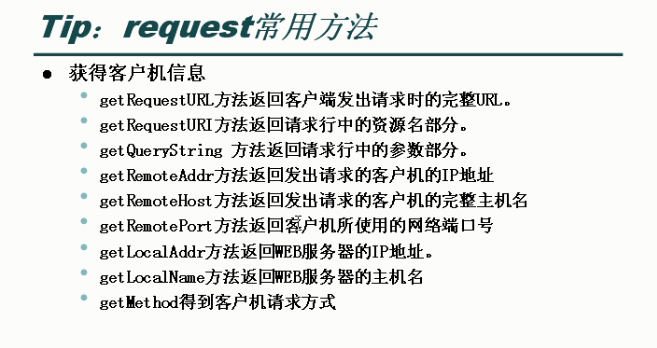 Tip：request常用方法
● 获得客户机信息
• getRequestURL方法返回客户端发出请求时的完整URL。
• getRequestURI方法返回请求行中的资源名部分。
• getQueryString 方法返回请求行中的参数部分。
• getRemoteAddr方法返回发出请求的客户机的IP地址
• getRemoteHost方法返回发出请求的客户机的完整主机名
• getRemotePort方法返回客户机所使用的网络端口号
• getLocalAddr方法返回WEB服务器的IP地址。
• getLocalName方法返回WEB服务器的主机名
• getMethod得到客户机请求方式